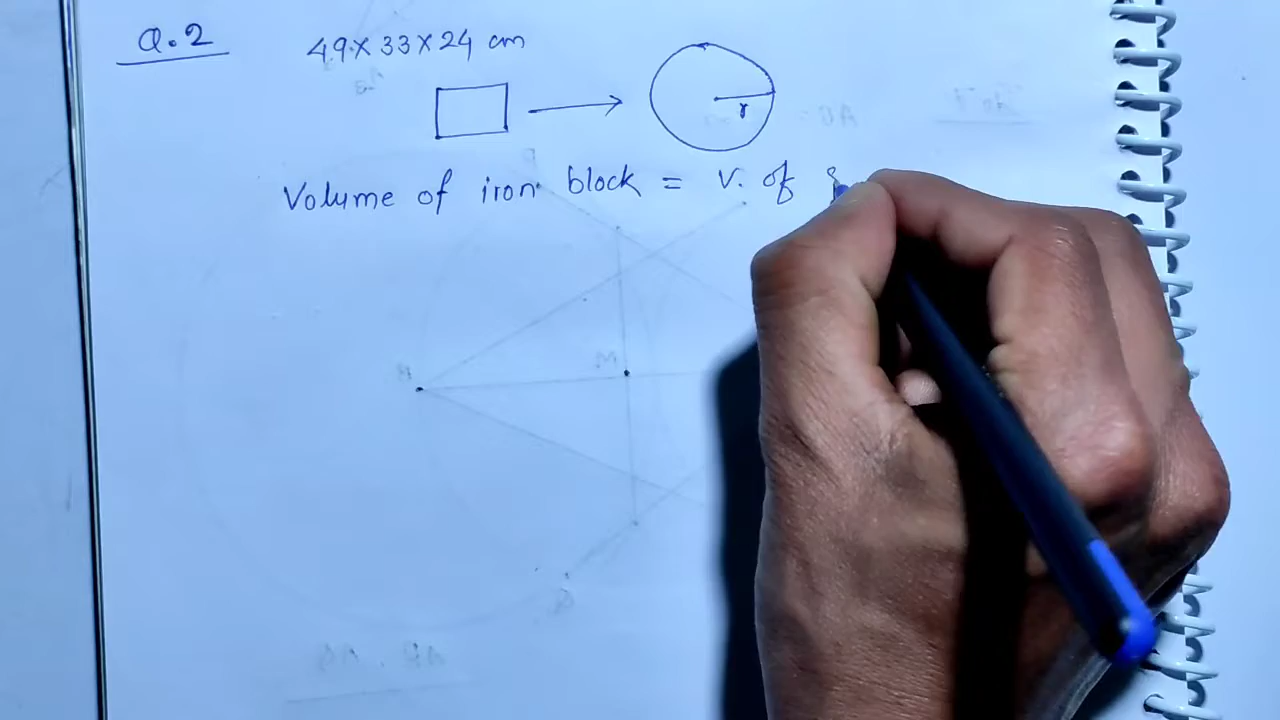 Q.2
49×33×24 cm
r
Volume of iron block = V. of
M